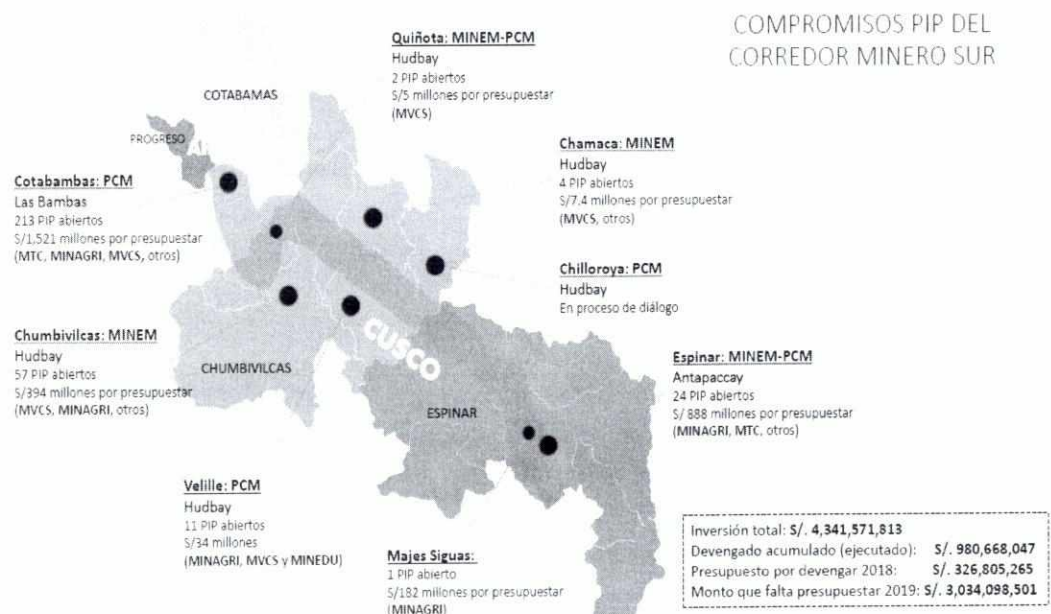 COMPROMISOS PIP DEL
CORREDOR MINERO SUR
Quiñota: MINEM-PCM
Hudbay
2 PIP abiertos
S/5 millones por presupuestar
(MVCS)
COTABAMAS
PROGRESO
Chamaca: MINEM
Hudbay
4 PIP abiertos
S/7.4 millones por presupuestar
(MVCS, otros)
Cotabambas: PCM
Las Bambas
213 PIP abiertos
S/1,521 millones por presupuestar
(MTC, MINAGRI, MVCS, otros)
Chilloroya: PCM
Hudbay
En proceso de diálogo
Chumbivilcas: MINEM
Hudbay
57 PIP abiertos
S/394 millones por presupuestar
(MVCS, MINAGRI, otros)
CHUMBIVILCAS
CUSCO
ESPINAR
Espinar: MINEM-PCM
Antapaccay
24 PIP abiertos
S/ 888 millones por presupuestar
(MINAGRI, MTC, otros)
Velille: PCM
Hudbay
11 PIP abiertos
S/34 millones
(MINAGRI, MVCS y MINEDU)
Majes Siguas:
1 PIP abierto
S/182 millones por presupuestar
(MINAGRI)
Inversión total: S/. 4,341,571,813
Devengado acumulado (ejecutado): S/. 980,668,047
Presupuesto por devengar 2018: S/. 326,805,265
Monto que falta presupuestar 2019: S/. 3,034,098,501